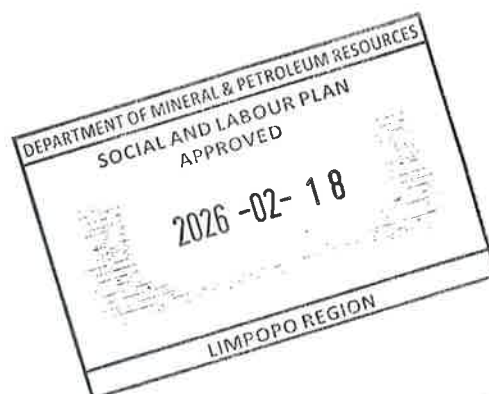 DEPARTMENT OF MINERAL & PETROLEUM RESOURCES
SOCIAL AND LABOUR PLAN
APPROVED
2026 -02- 18
LIMPOPO REGION